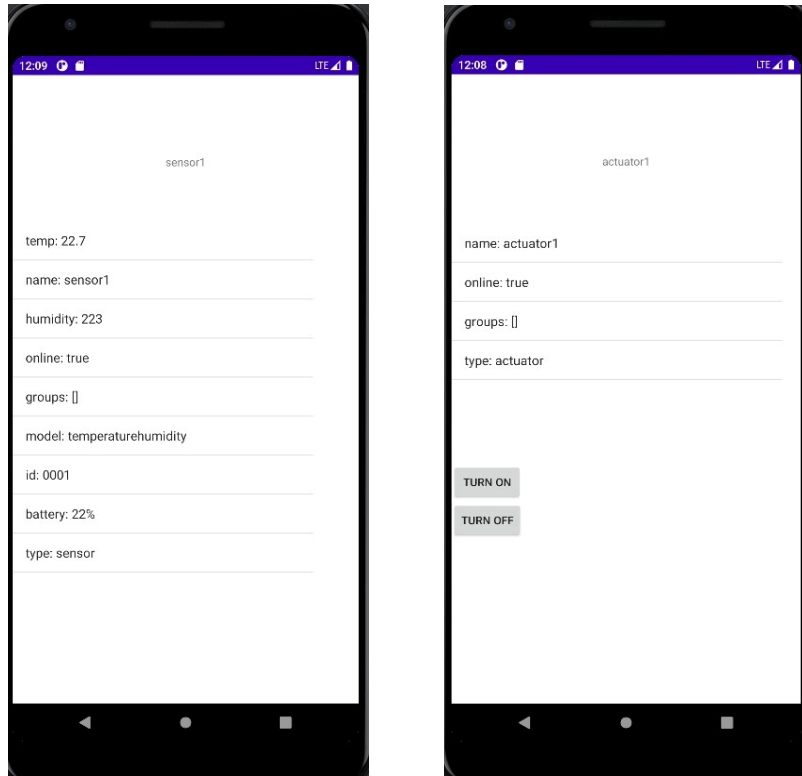 12:09 LTE
sensor1
temp: 22.7
name: sensor1
humidity: 223
online: true
groups: []
model: temperaturehumidity
id: 0001
battery: 22%
type: sensor
12:08 LTE
actuator1
name: actuator1
online: true
groups: []
type: actuator
TURN ON
TURN OFF